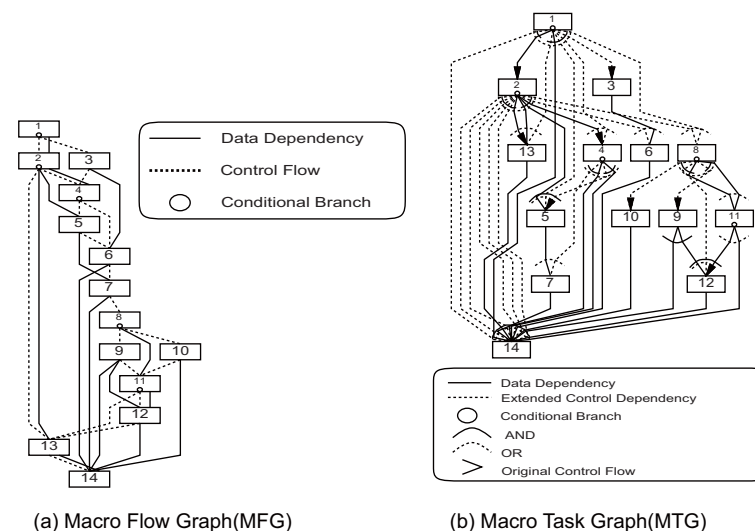 1
2
3
4
5
6
7
8
9
10
11
12
13
14
Data Dependency
Control Flow
Conditional Branch
(a) Macro Flow Graph(MFG)
1
2
3
13
4
6
8
5
10
9
11
7
12
14
Data Dependency
Extended Control Dependency
Conditional Branch
AND
OR
Original Control Flow
(b) Macro Task Graph(MTG)